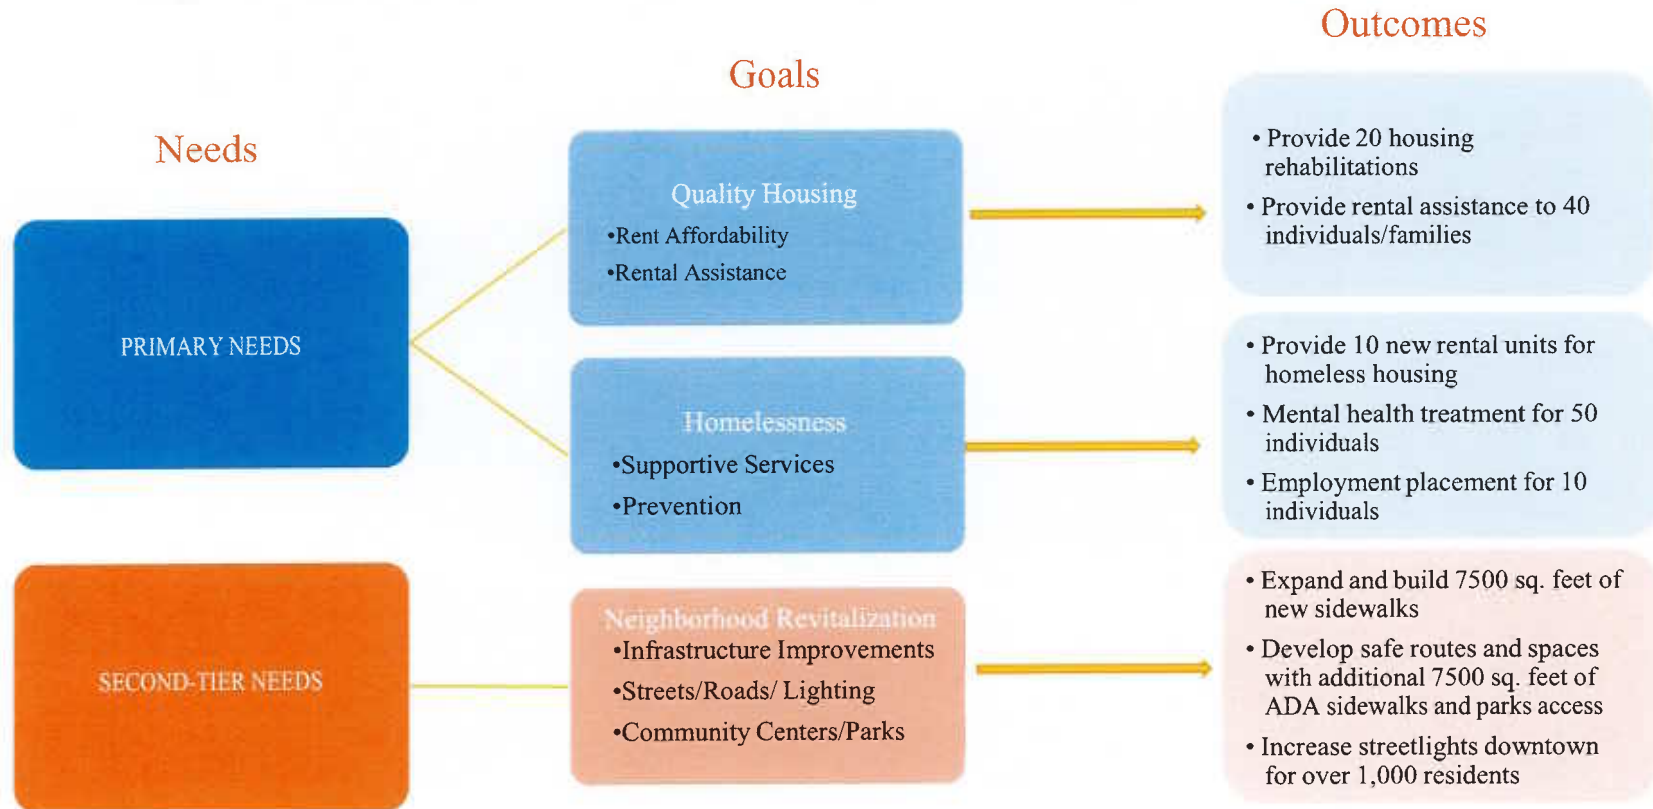 Needs
PRIMARY NEEDS
SECOND-TIER NEEDS
Goals
Quality Housing
•Rent Affordability
•Rental Assistance
Homelessness
•Supportive Services
•Prevention
Neighborhood Revitalization
•Infrastructure Improvements
•Streets/Roads/ Lighting
•Community Centers/Parks
Outcomes
• Provide 20 housing
rehabilitations
• Provide rental assistance to 40
individuals/families
• Provide 10 new rental units for
homeless housing
• Mental health treatment for 50
individuals
• Employment placement for 10
individuals
• Expand and build 7500 sq. feet of
new sidewalks
• Develop safe routes and spaces
with additional 7500 sq. feet of
ADA sidewalks and parks access
• Increase streetlights downtown
for over 1,000 residents